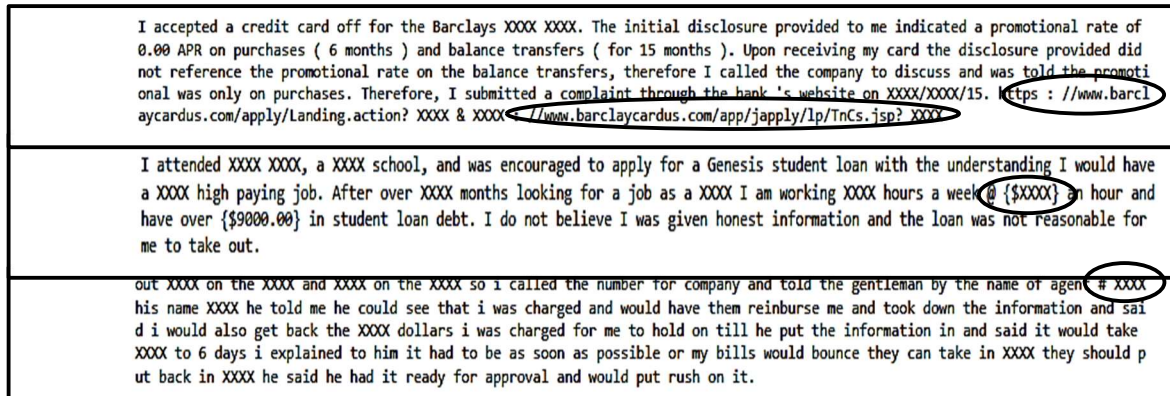 I accepted a credit card off for the Barclays XXXX XXXX. The initial disclosure provided to me indicated a promotional rate of
0.00 APR on purchases ( 6 months ) and balance transfers ( for 15 months ). Upon receiving my card the disclosure provided did
not reference the promotional rate on the balance transfers, therefore I called the company to discuss and was told the promoti
onal was only on purchases. Therefore, I submitted a complaint through the bank 's website on XXXX/XXXX/15. https : //www.barcl
aycardus.com/apply/Landing.action? XXXX & XXXX : //www.barclaycardus.com/app/japply/lp/TnCs.jsp? XXXX
I attended XXXX XXXX, a XXXX school, and was encouraged to apply for a Genesis student loan with the understanding I would have
a XXXX high paying job. After over XXXX months looking for a job as a XXXX I am working XXXX hours a week @ {$XXXX} an hour and
have over {$9000.00} in student loan debt. I do not believe I was given honest information and the loan was not reasonable for
me to take out.
out XXXX on the XXXX and XXXX on the XXXX so i called the number for company and told the gentleman by the name of agent # XXXX
his name XXXX he told me he could see that i was charged and would have them reinburse me and took down the information and sai
d i would also get back the XXXX dollars i was charged for me to hold on till he put the information in and said it would take
XXXX to 6 days i explained to him it had to be as soon as possible or my bills would bounce they can take in XXXX they should p
ut back in XXXX he said he had it ready for approval and would put rush on it.